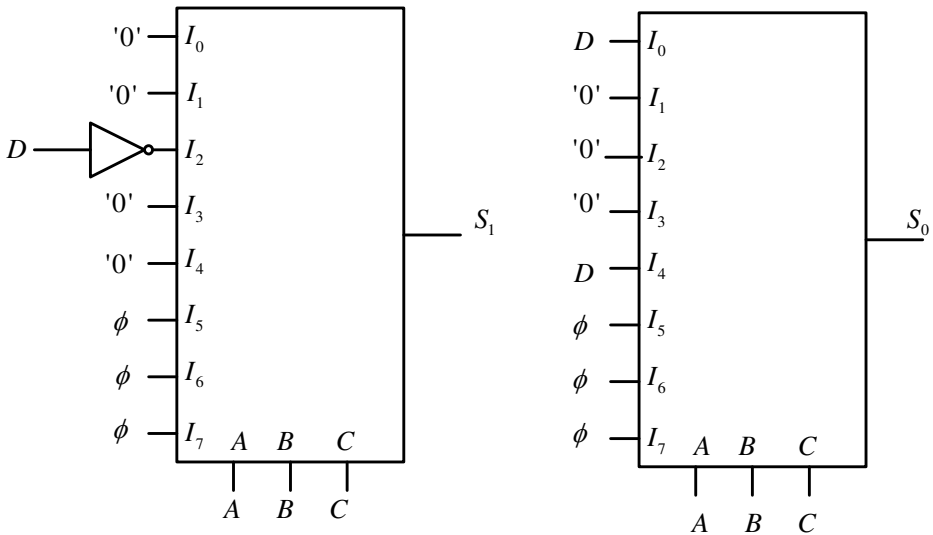 '0' I₀
'0' I₁
D I₂
'0' I₃
'0' I₄
ϕ I₅
ϕ I₆
ϕ I₇
A B C
A B C
S₁
D I₀
'0' I₁
'0' I₂
'0' I₃
D I₄
ϕ I₅
ϕ I₆
ϕ I₇
A B C
A B C
S₀